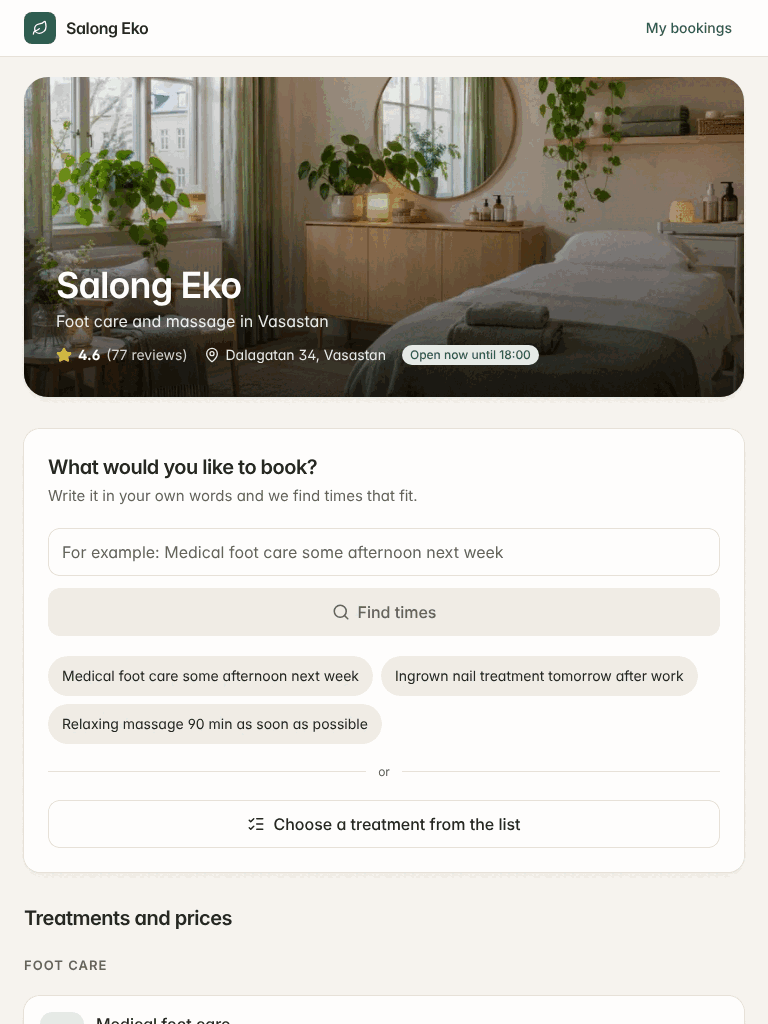 Salong Eko
My bookings
Salong Eko
Foot care and massage in Vasastan
4.6 (77 reviews) Dalagatan 34, Vasastan Open now until 18:00
What would you like to book?
Write it in your own words and we find times that fit.
For example: Medical foot care some afternoon next week
Find times
Medical foot care some afternoon next week
Ingrown nail treatment tomorrow after work
Relaxing massage 90 min as soon as possible
or
Choose a treatment from the list
Treatments and prices
FOOT CARE
Medical foot care